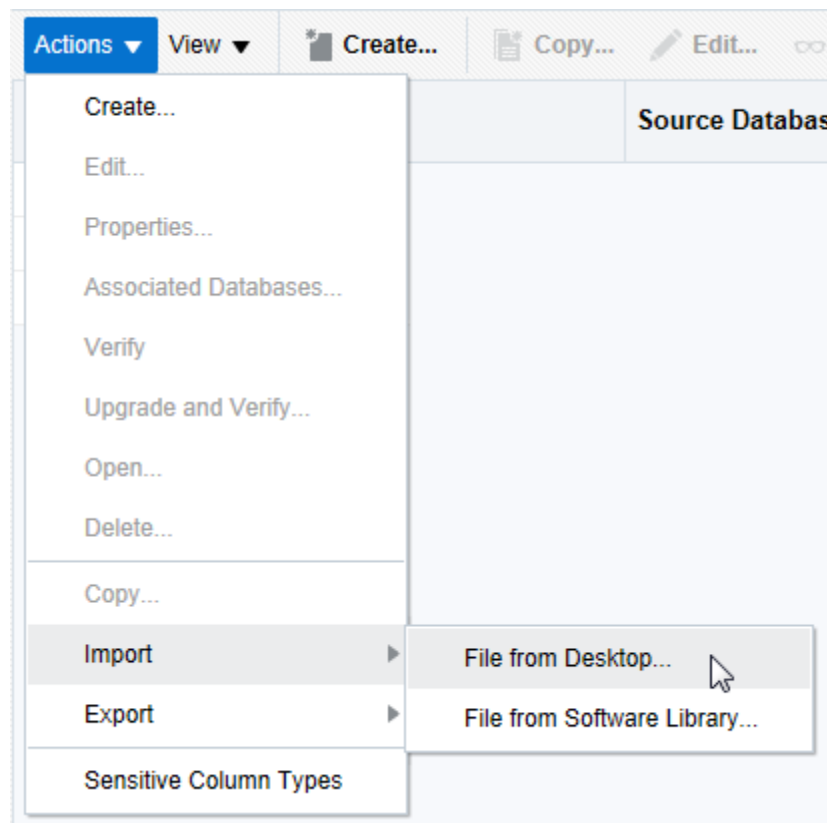 Actions View Create... Copy... Edit...
Create...
Source Databas
Edit...
Properties...
Associated Databases...
Verify
Upgrade and Verify...
Open...
Delete...
Copy...
Import
File from Desktop...
Export
File from Software Library...
Sensitive Column Types